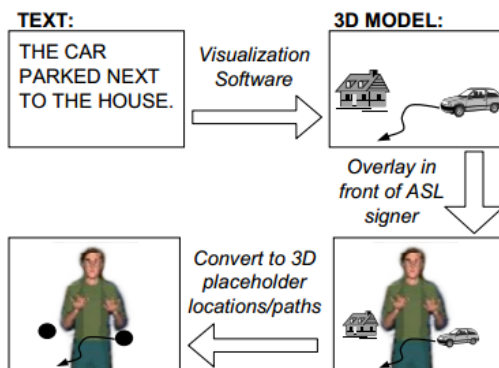 TEXT:
THE CAR
PARKED NEXT
TO THE HOUSE.
Visualization
Software
3D MODEL:
Overlay in
front of ASL
signer
Convert to 3D
placeholder
locations/paths